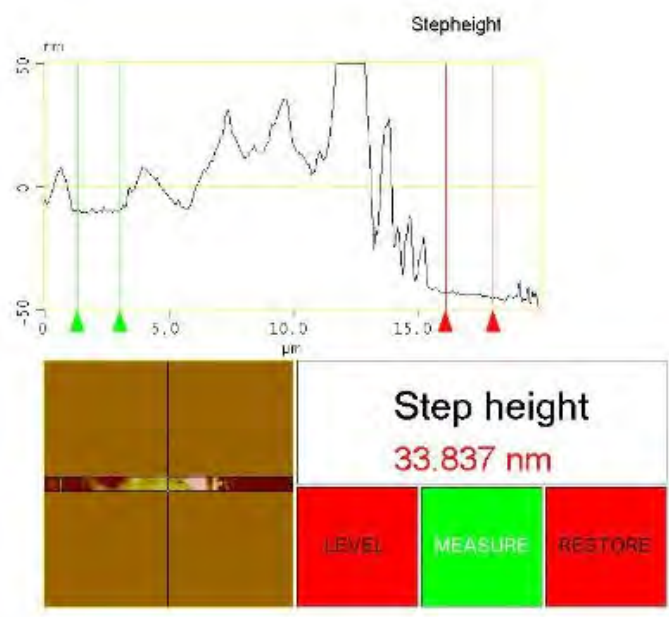 Stepheight
nm
50
0
-50
0 5.0 10.0 15.0
µm
Step height
33.837 nm
LEVEL MEASURE RESTORE